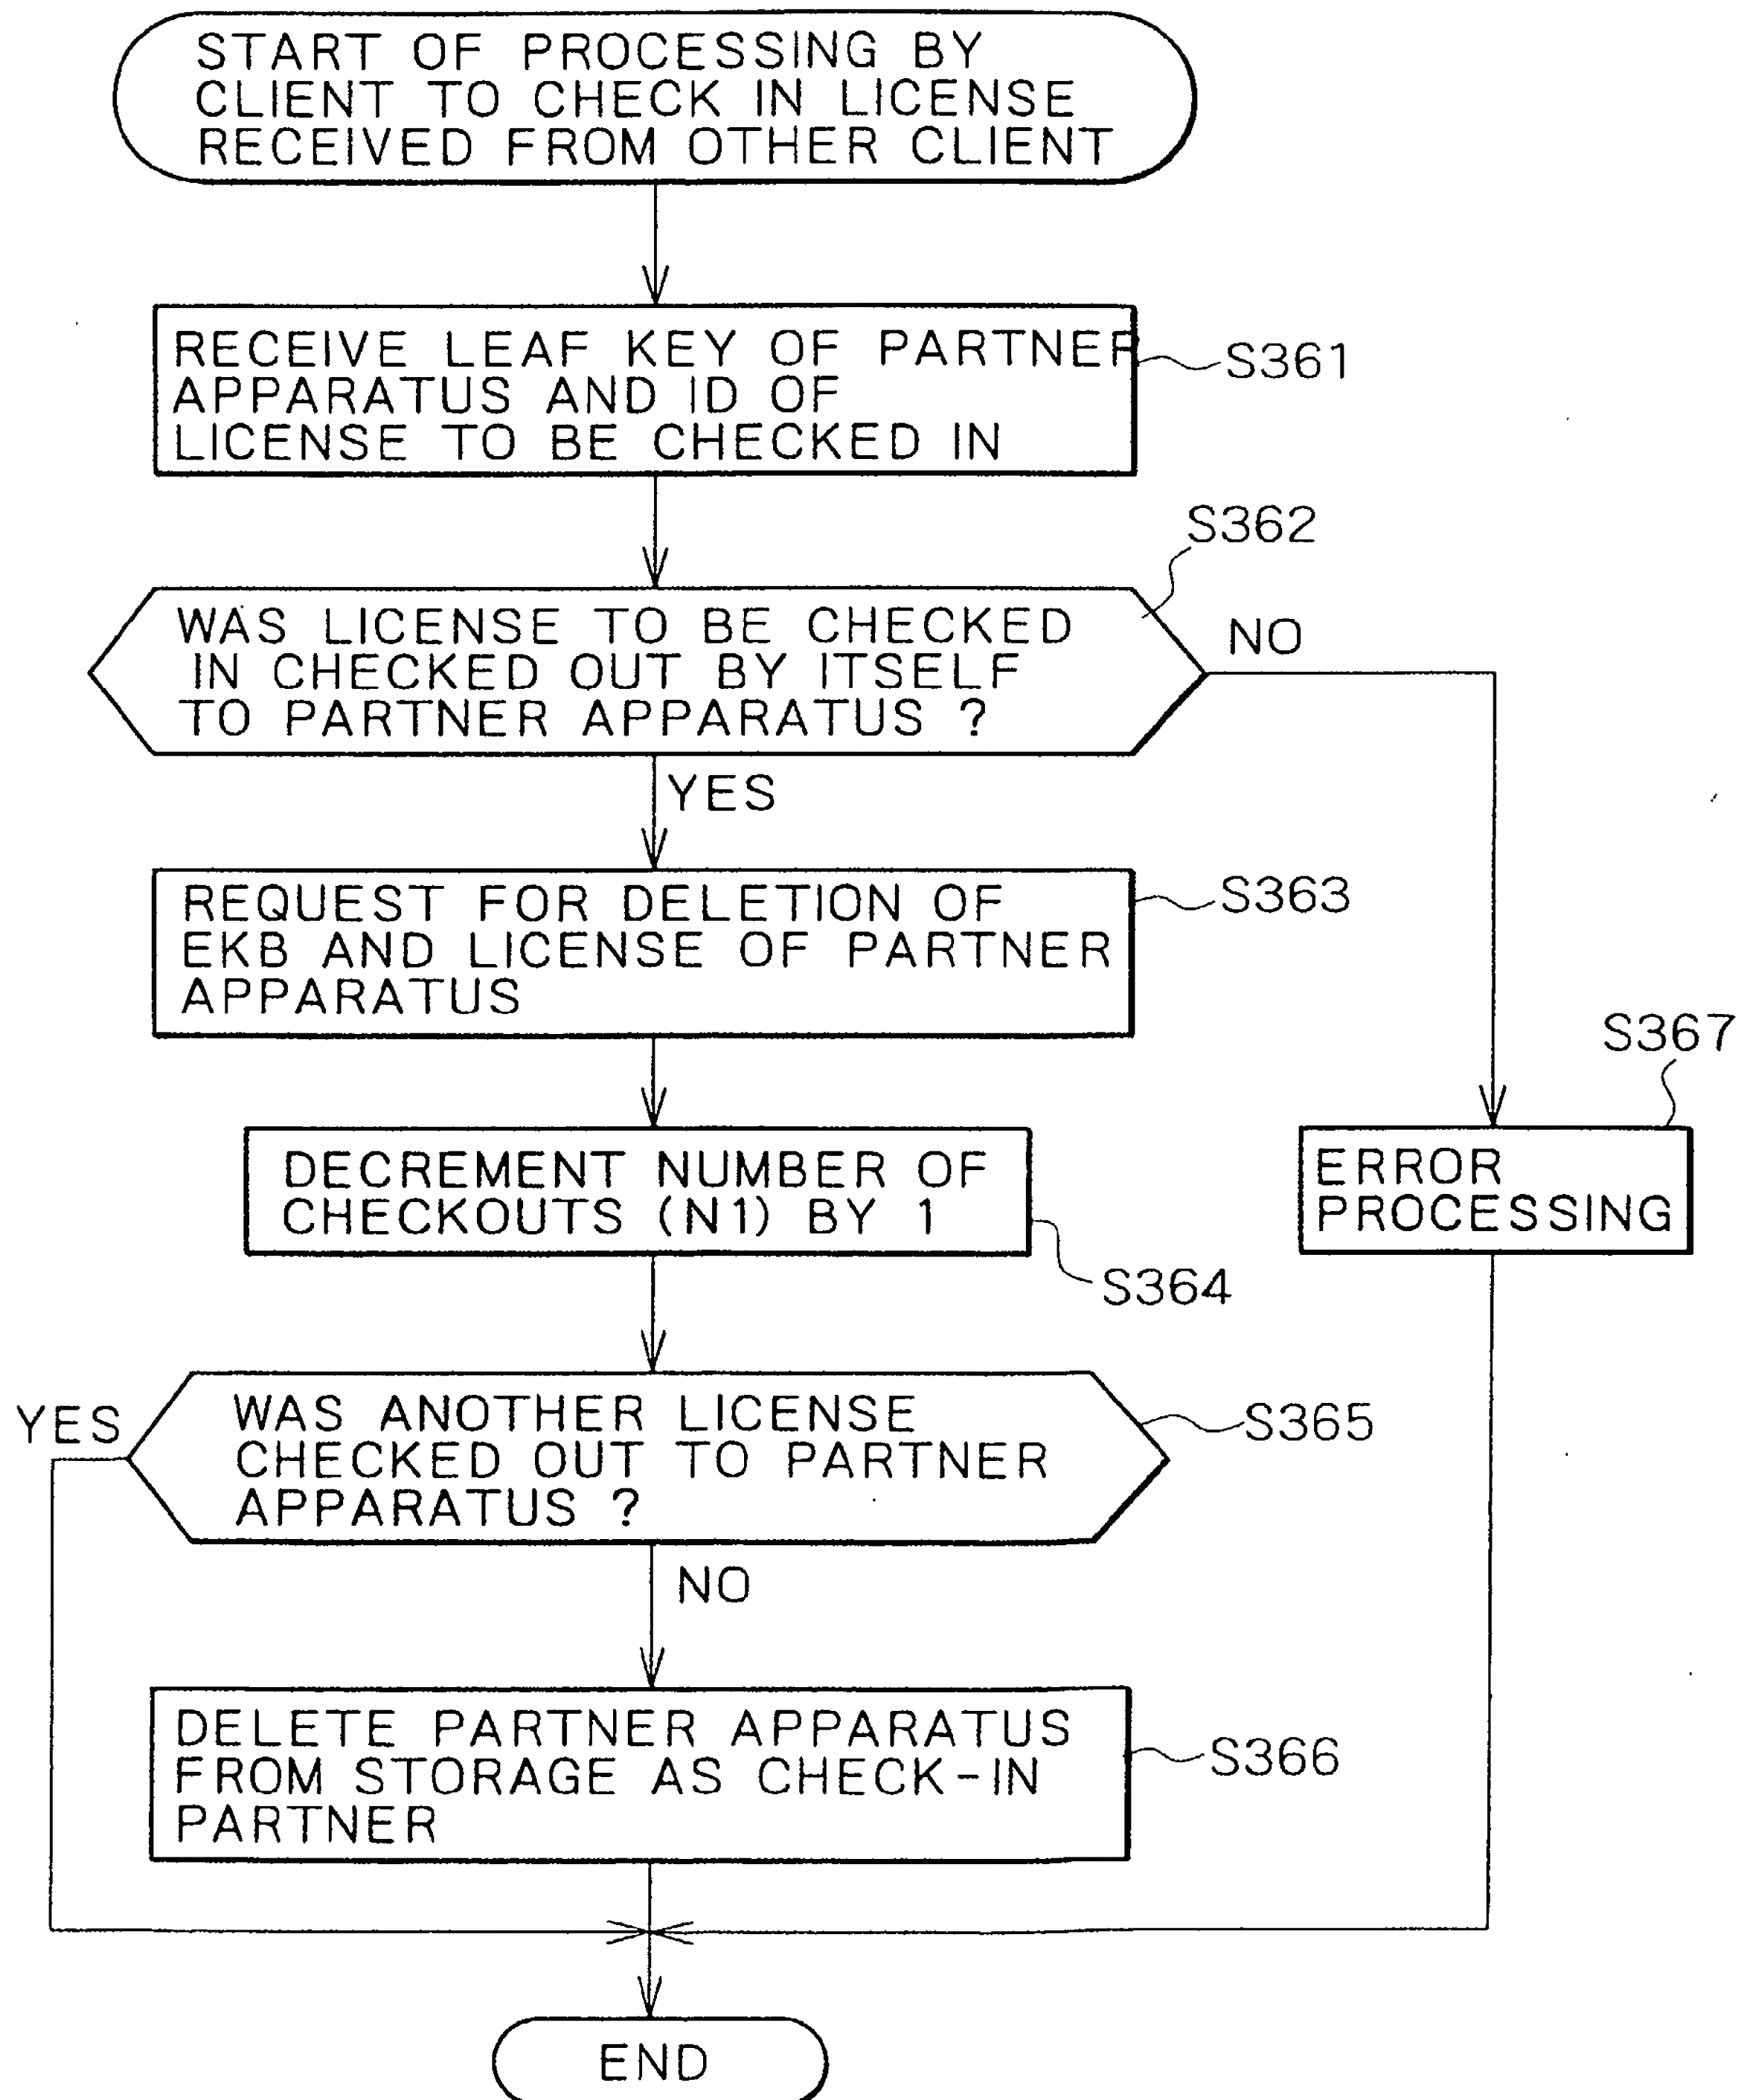 START OF PROCESSING BY
CLIENT TO CHECK IN LICENSE
RECEIVED FROM OTHER CLIENT
RECEIVE LEAF KEY OF PARTNER
APPARATUS AND ID OF
LICENSE TO BE CHECKED IN
S361
S362
WAS LICENSE TO BE CHECKED
IN CHECKED OUT BY ITSELF
TO PARTNER APPARATUS ?
NO
YES
REQUEST FOR DELETION OF
EKB AND LICENSE OF PARTNER
APPARATUS
S363
S367
DECREMENT NUMBER OF
CHECKOUTS (N1) BY 1
S364
ERROR
PROCESSING
YES
WAS ANOTHER LICENSE
CHECKED OUT TO PARTNER
APPARATUS ?
S365
NO
DELETE PARTNER APPARATUS
FROM STORAGE AS CHECK-IN
PARTNER
S366
END